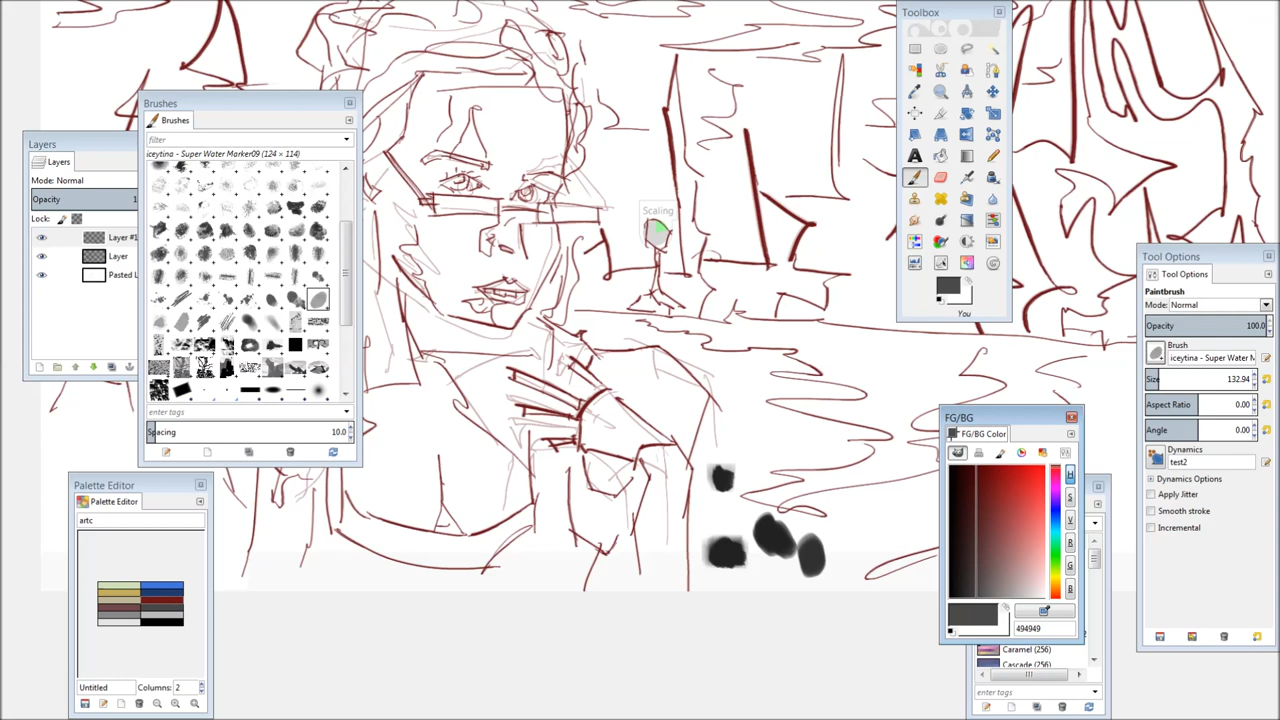 Toolbox
Brushes
Brushes
filter
iceytina - Super Water Marker09 (124 × 114)
Layers
Layers
Mode: Normal
Opacity
1
Lock:
Layer #1
Layer
Pasted L
Scaling
You
Tool Options
Tool Options
Paintbrush
Mode: Normal
Opacity
100.0
Brush
iceytina - Super Water M
Size
132.94
Aspect Ratio
0.00
Angle
0.00
Dynamics
test2
Dynamics Options
Apply Jitter
Smooth stroke
Incremental
enter tags
Spacing
10.0
FG/BG
FG/BG Color
H
S
V
R
G
B
494949
Caramel (256)
Cascade (256)
enter tags
Palette Editor
Palette Editor
artc
Untitled
Columns: 2